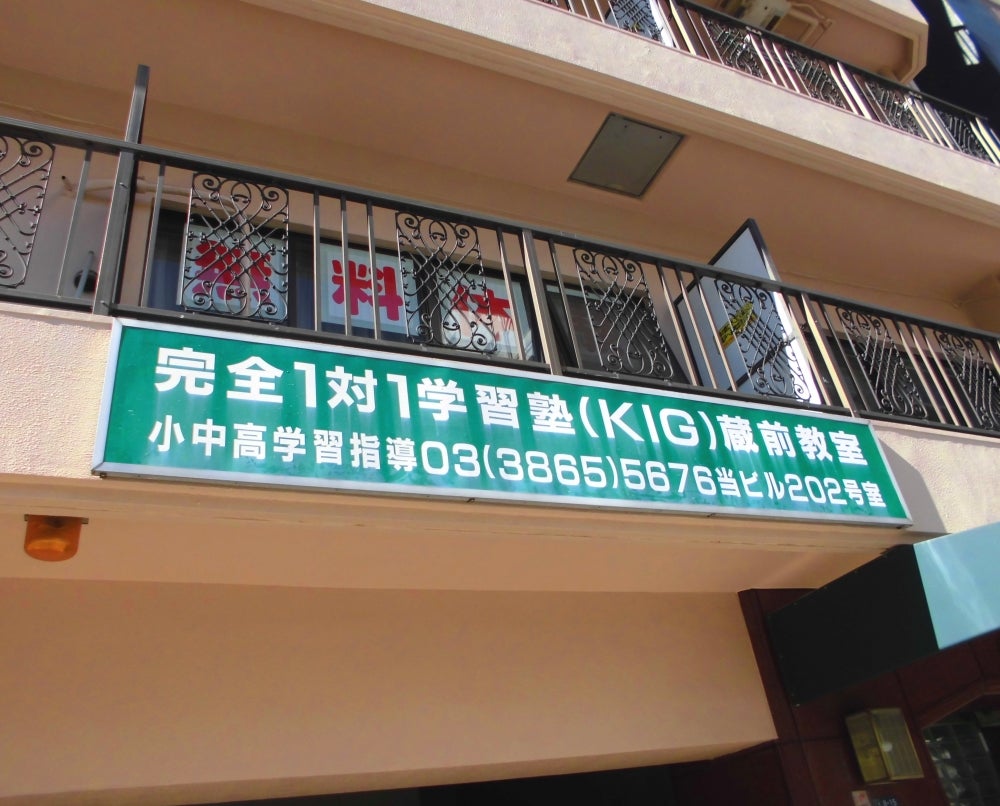 料
完全1対1学習塾(KIG)蔵前教室
小中高学習指導03(3865)5676当ビル202号室